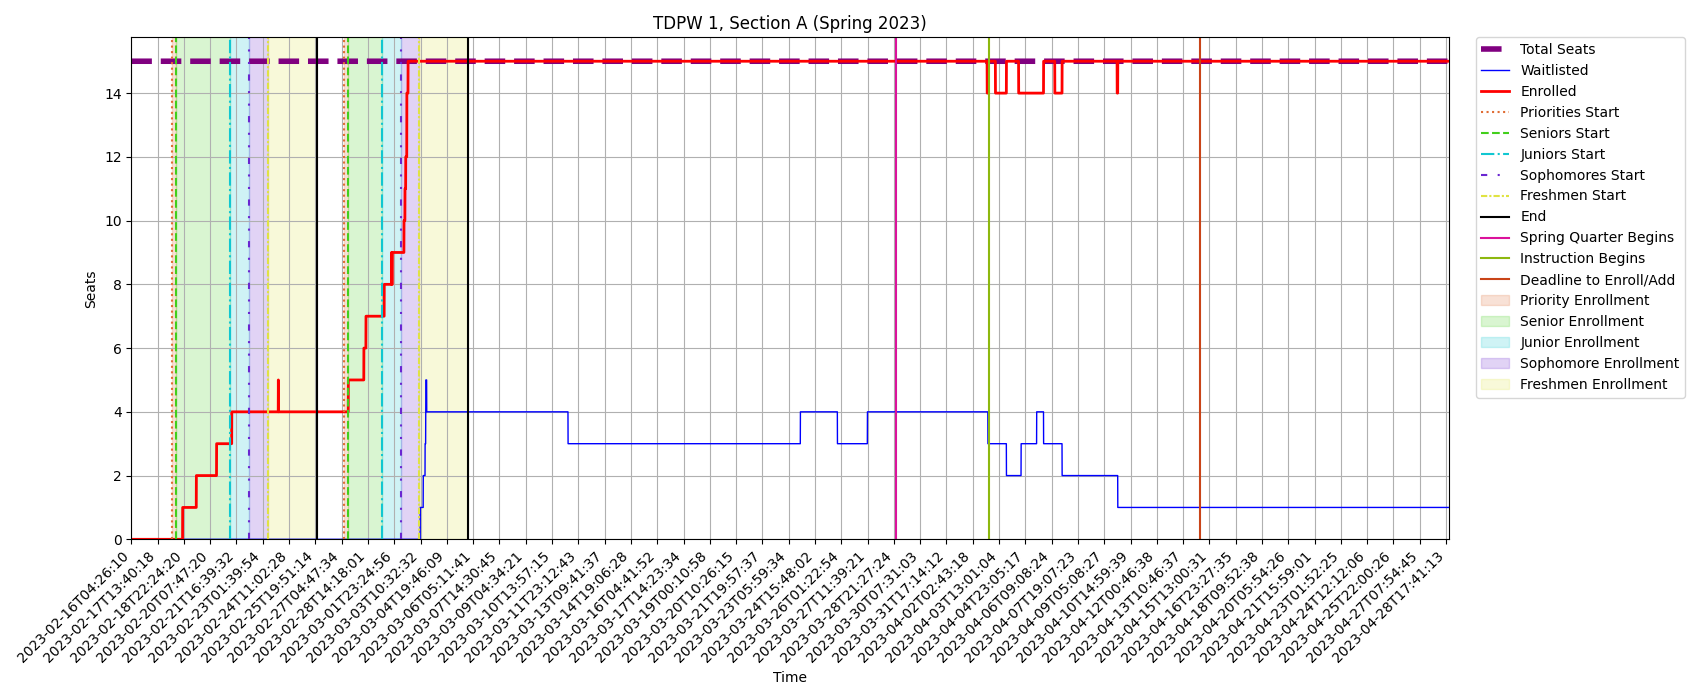 TDPW 1, Section A (Spring 2023)
Total Seats
Waitlisted
Enrolled
Priorities Start
Seniors Start
Juniors Start
Sophomores Start
Freshmen Start
End
Spring Quarter Begins
Instruction Begins
Deadline to Enroll/Add
Priority Enrollment
Senior Enrollment
Junior Enrollment
Sophomore Enrollment
Freshmen Enrollment
Seats
14
12
10
8
6
4
2
0
2023-02-16T04:26:10
2023-02-17T13:40:18
2023-02-18T22:24:20
2023-02-20T07:47:20
2023-02-21T16:39:32
2023-02-23T01:39:54
2023-02-24T11:02:28
2023-02-25T19:51:14
2023-02-27T04:47:34
2023-02-28T14:18:01
2023-03-01T23:24:56
2023-03-03T10:32:32
2023-03-04T19:46:09
2023-03-06T05:11:41
2023-03-07T14:30:45
2023-03-09T04:34:21
2023-03-10T13:57:15
2023-03-11T23:12:43
2023-03-13T09:41:37
2023-03-14T19:06:28
2023-03-16T04:41:52
2023-03-17T14:23:34
2023-03-19T00:10:58
2023-03-20T10:26:15
2023-03-21T19:57:37
2023-03-23T05:59:34
2023-03-24T15:48:02
2023-03-26T01:22:54
2023-03-27T11:39:21
2023-03-28T21:27:24
2023-03-30T07:31:03
2023-03-31T17:14:12
2023-04-02T02:43:18
2023-04-03T13:01:04
2023-04-04T23:05:17
2023-04-06T09:08:24
2023-04-07T19:07:23
2023-04-09T05:08:27
2023-04-10T14:59:39
2023-04-12T00:46:38
2023-04-13T10:46:37
2023-04-15T13:00:31
2023-04-16T23:27:35
2023-04-18T09:52:38
2023-04-20T05:54:26
2023-04-21T15:59:01
2023-04-23T01:52:25
2023-04-24T12:12:06
2023-04-25T22:00:26
2023-04-27T07:54:45
2023-04-28T17:41:13
Time